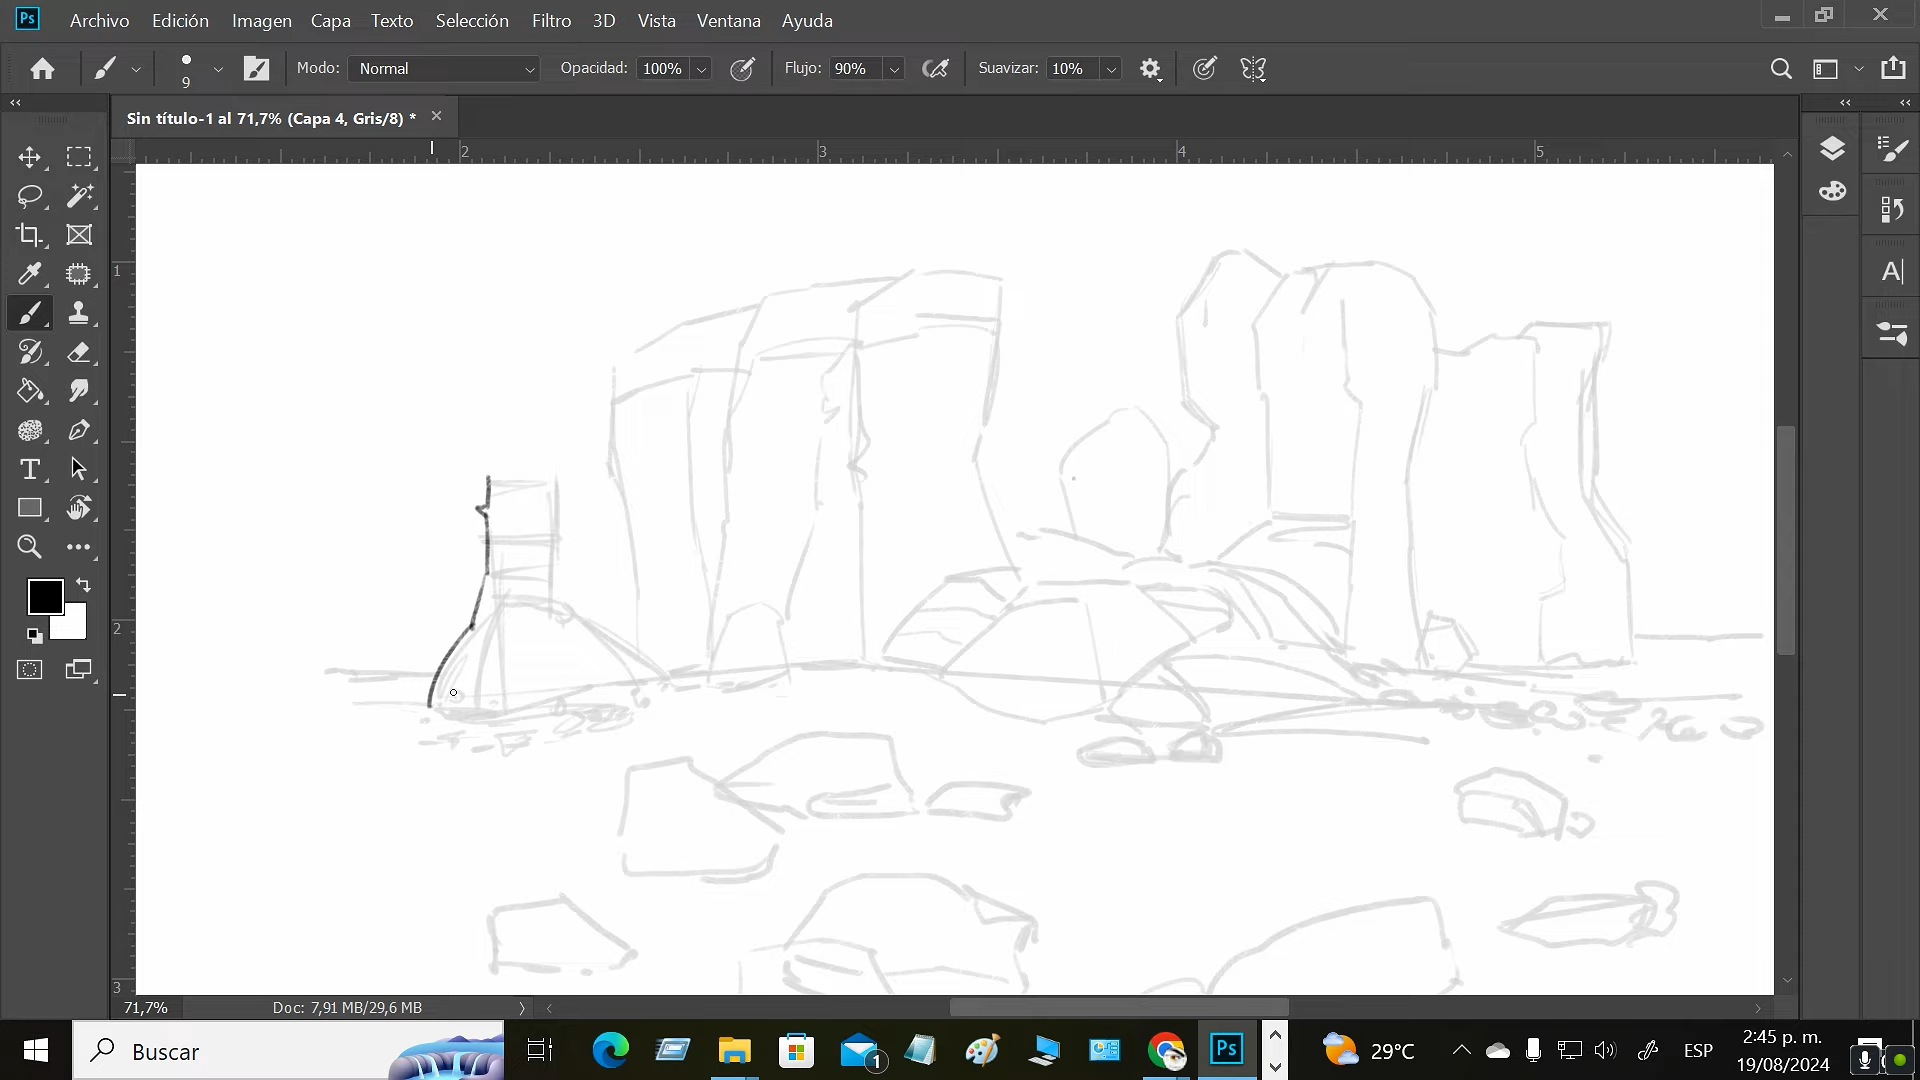 Ps Archivo Edición Imagen Capa Texto Selección Filtro 3D Vista Ventana Ayuda
9 Modo: Normal Opacidad: 100% Flujo: 90% Suavizar: 10%
Sin título-1 al 71,7% (Capa 4, Gris/8) *
2 3 4 5
1
2
3
T
A
71,7% Doc: 7,91 MB/29,6 MB
Buscar
1
Ps
29°C
ESP
2:45 p. m.
19/08/2024